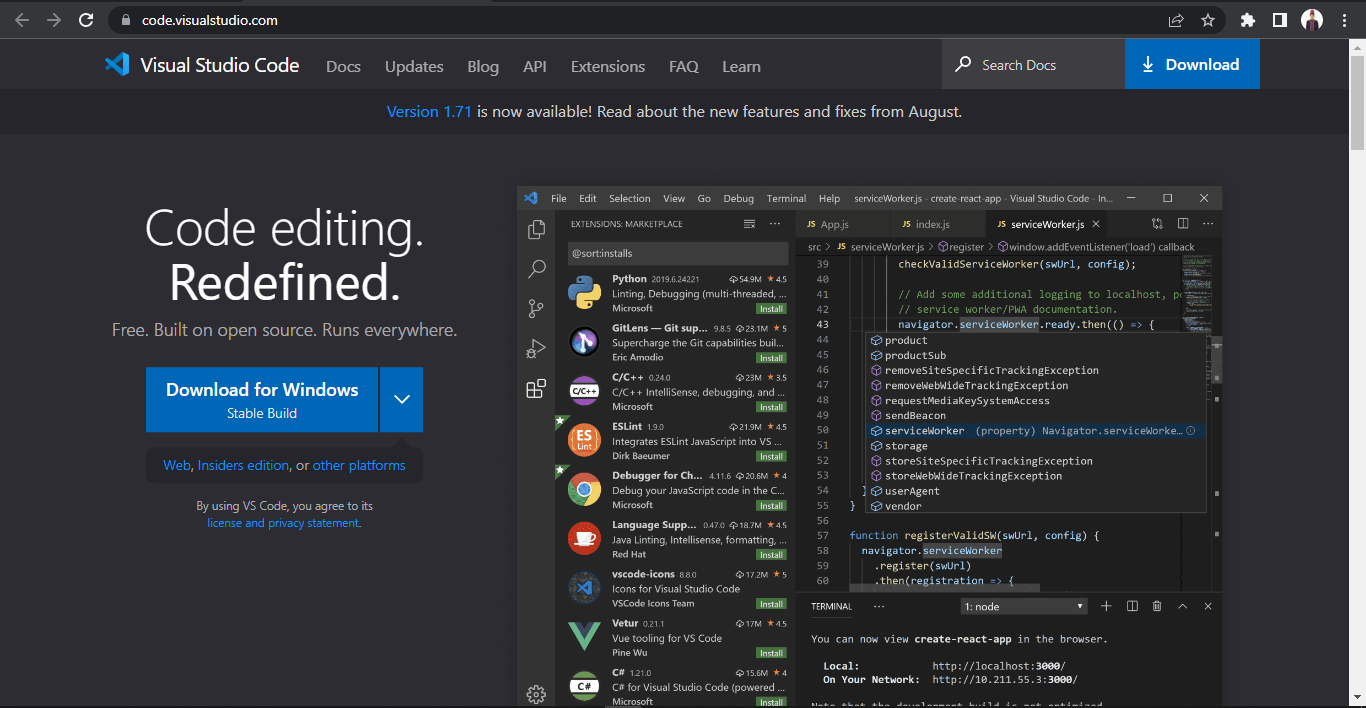 code.visualstudio.com
Visual Studio Code Docs Updates Blog API Extensions FAQ Learn Search Docs Download
Version 1.71 is now available! Read about the new features and fixes from August.
Code editing.
Redefined.
Free. Built on open source. Runs everywhere.
Download for Windows
Stable Build
Web, Insiders edition, or other platforms
By using VS Code, you agree to its
license and privacy statement.
File Edit Selection View Go Debug Terminal Help serviceWorker.js - create-react-app - Visual Studio Code - In...
EXTENSIONS: MARKETPLACE
@sort:installs
Python 2019.6.24221 54.9M 4.5
Linting, Debugging (multi-threaded, ...
Microsoft Install
GitLens — Git sup... 9.8.5 23.1M 5
Supercharge the Git capabilities buil...
Eric Amodio Install
C/C++ 0.24.0 23M 3.5
C/C++ IntelliSense, debugging, and ...
Microsoft Install
C/C++
ESLint 1.9.0 21.9M 4.5
Integrates ESLint JavaScript into VS ...
Dirk Baeumer Install
ES
Lint
Debugger for Ch... 4.11.6 20.6M 4
Debug your JavaScript code in the C...
Microsoft Install
Language Supp... 0.47.0 18.7M 4.5
Java Linting, Intellisense, formatting, ...
Red Hat Install
vscode-icons 8.8.0 17.2M 5
Icons for Visual Studio Code
VSCode Icons Team Install
Vetur 0.21.1 17M 4.5
Vue tooling for VS Code
Pine Wu Install
C# 1.21.0 15.6M 4
C# for Visual Studio Code (powered ...
Microsoft Install
C#
JS App.js JS index.js JS serviceWorker.js
src > JS serviceWorker.js > register > window.addEventListener('load') callback
39 checkValidServiceWorker(swUrl, config);
40
41 // Add some additional logging to localhost, po
42 // service worker/PWA documentation.
43 navigator.serviceWorker.ready.then(() => {
44 product
45 productSub
46 removeSiteSpecificTrackingException
47 removeWebWideTrackingException
48 requestMediaKeySystemAccess
49 sendBeacon
50 serviceWorker (property) Navigator.serviceWorke...
51 storage
52 storeSiteSpecificTrackingException
53 storeWebWideTrackingException
54 } userAgent
55 } vendor
56
57 function registerValidSW(swUrl, config) {
58 navigator.serviceWorker
59 .register(swUrl)
60 .then(registration => {
TERMINAL ... 1: node
You can now view create-react-app in the browser.
Local: http://localhost:3000/
On Your Network: http://10.211.55.3:3000/
Note that the development build is not optimized